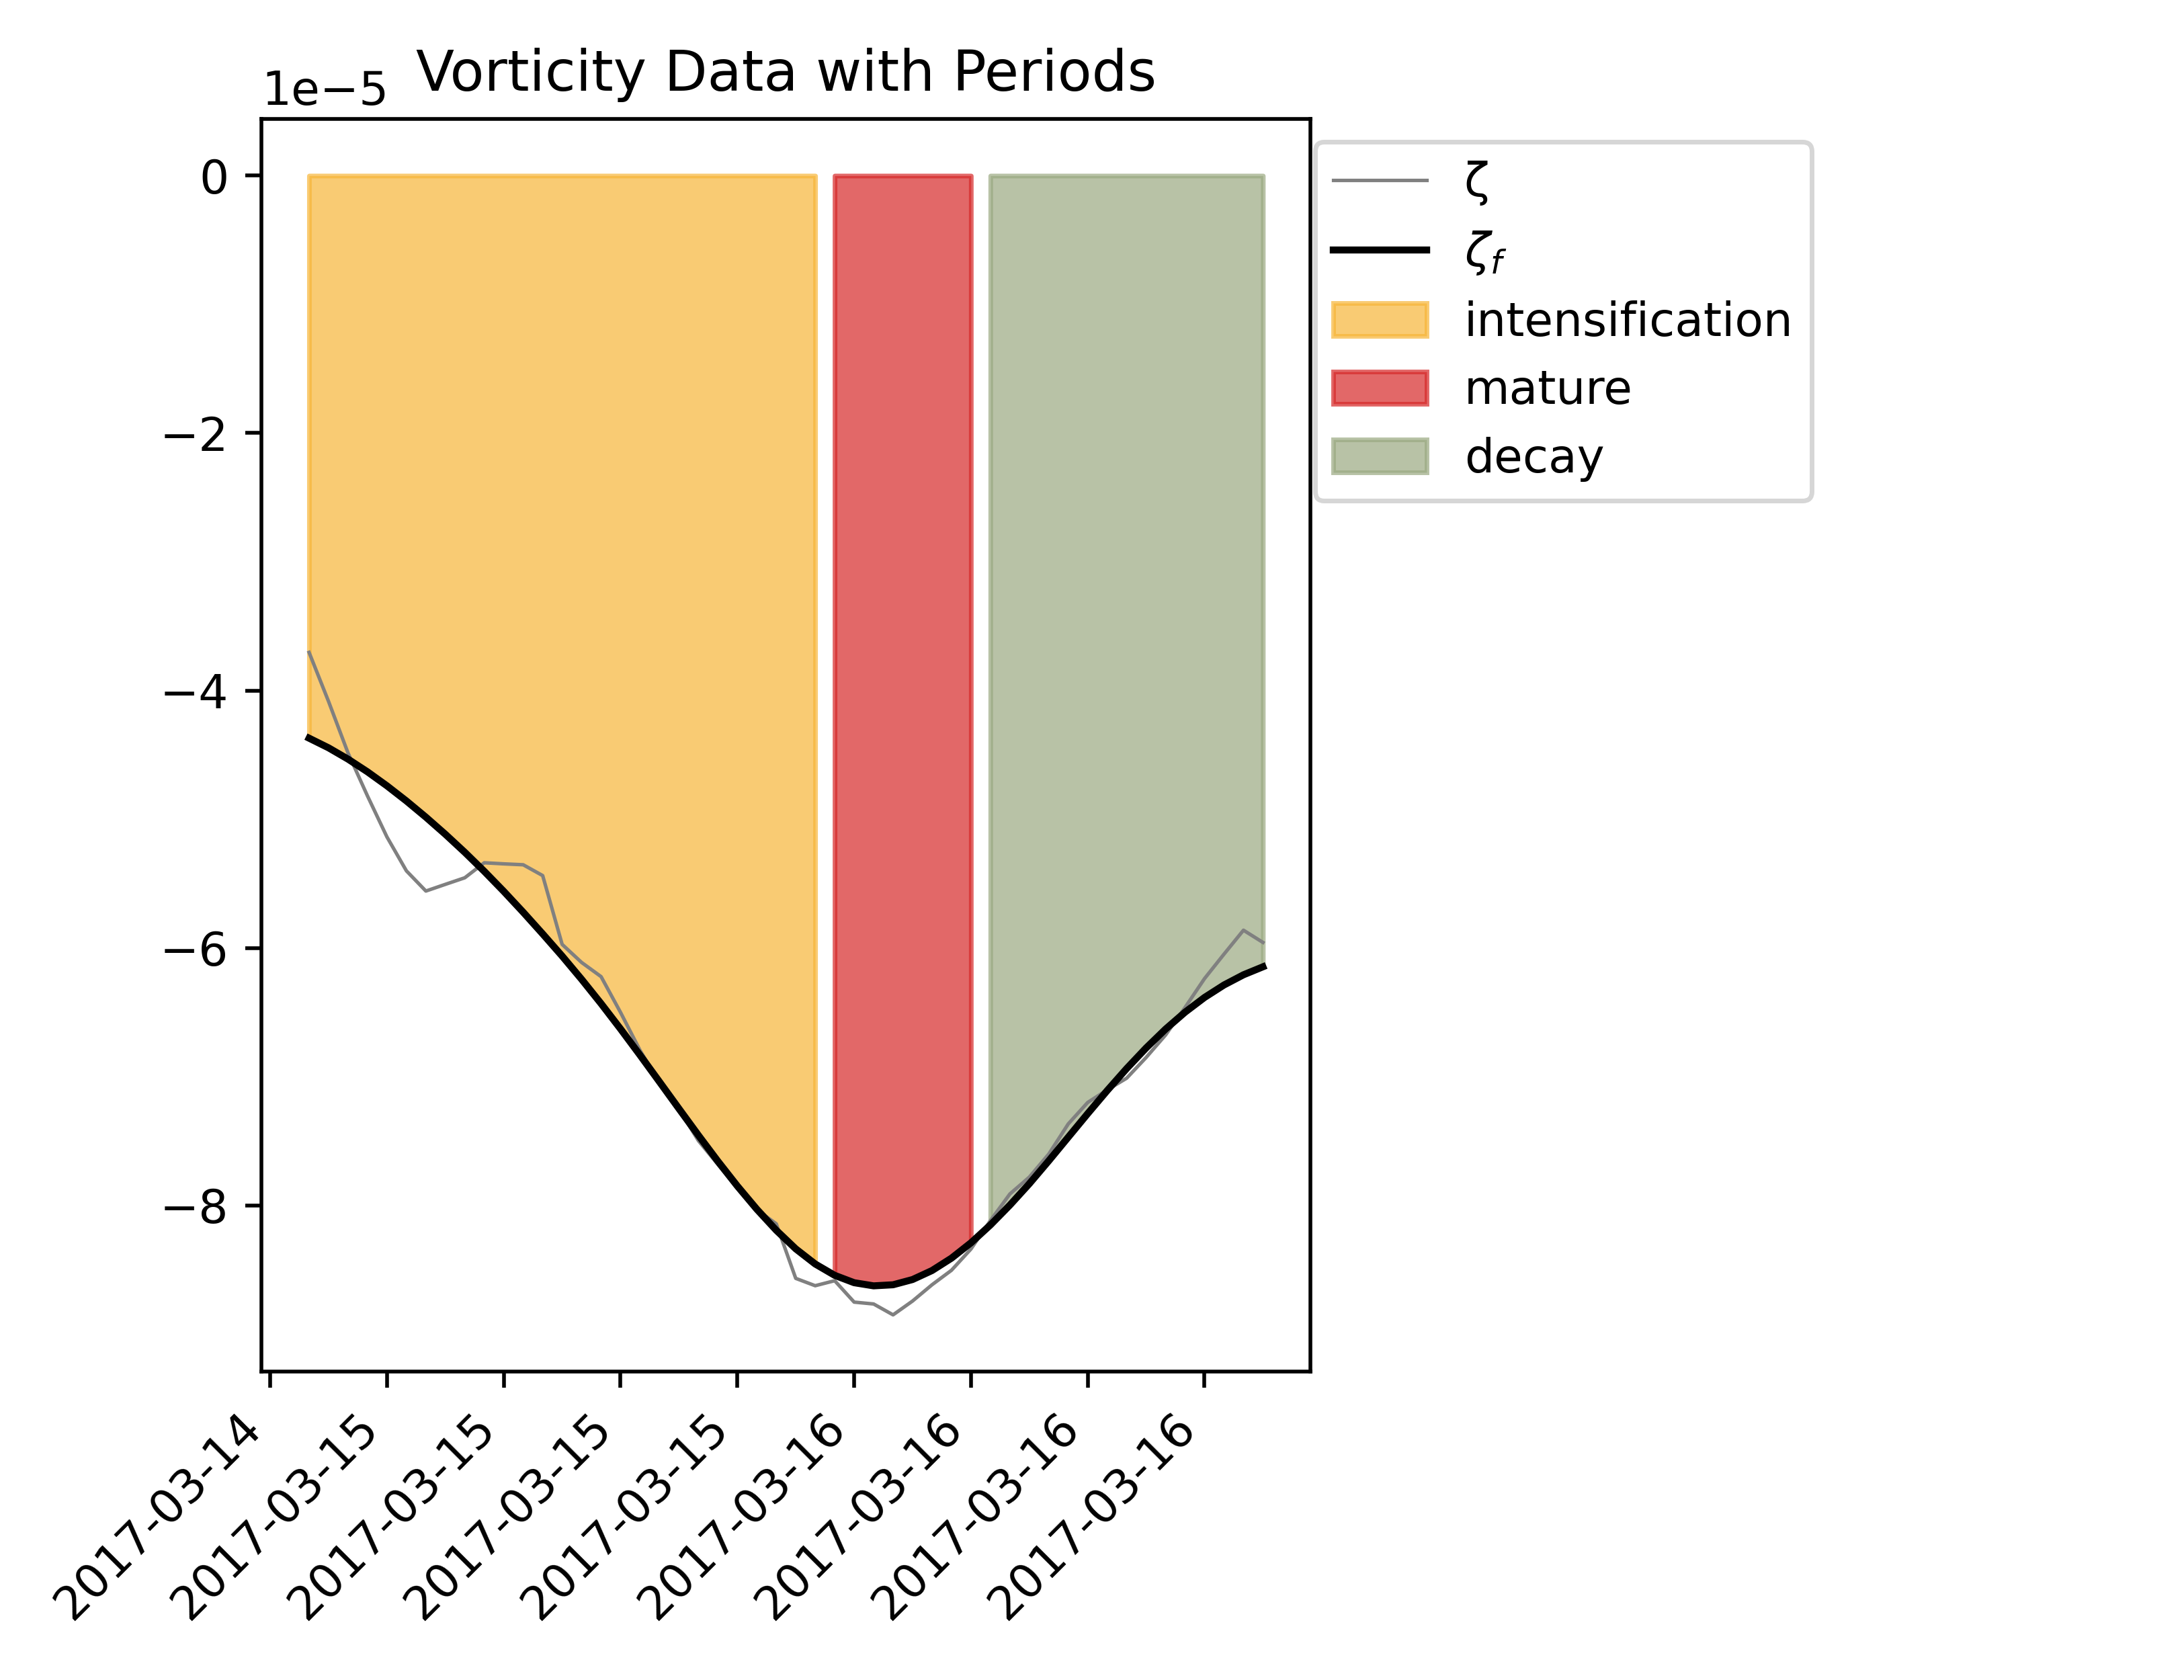 Vorticity Data with Periods
1e−5
0
−2
−4
−6
−8
ζ
ζf
intensification
mature
decay
2017-03-14
2017-03-15
2017-03-15
2017-03-15
2017-03-15
2017-03-16
2017-03-16
2017-03-16
2017-03-16